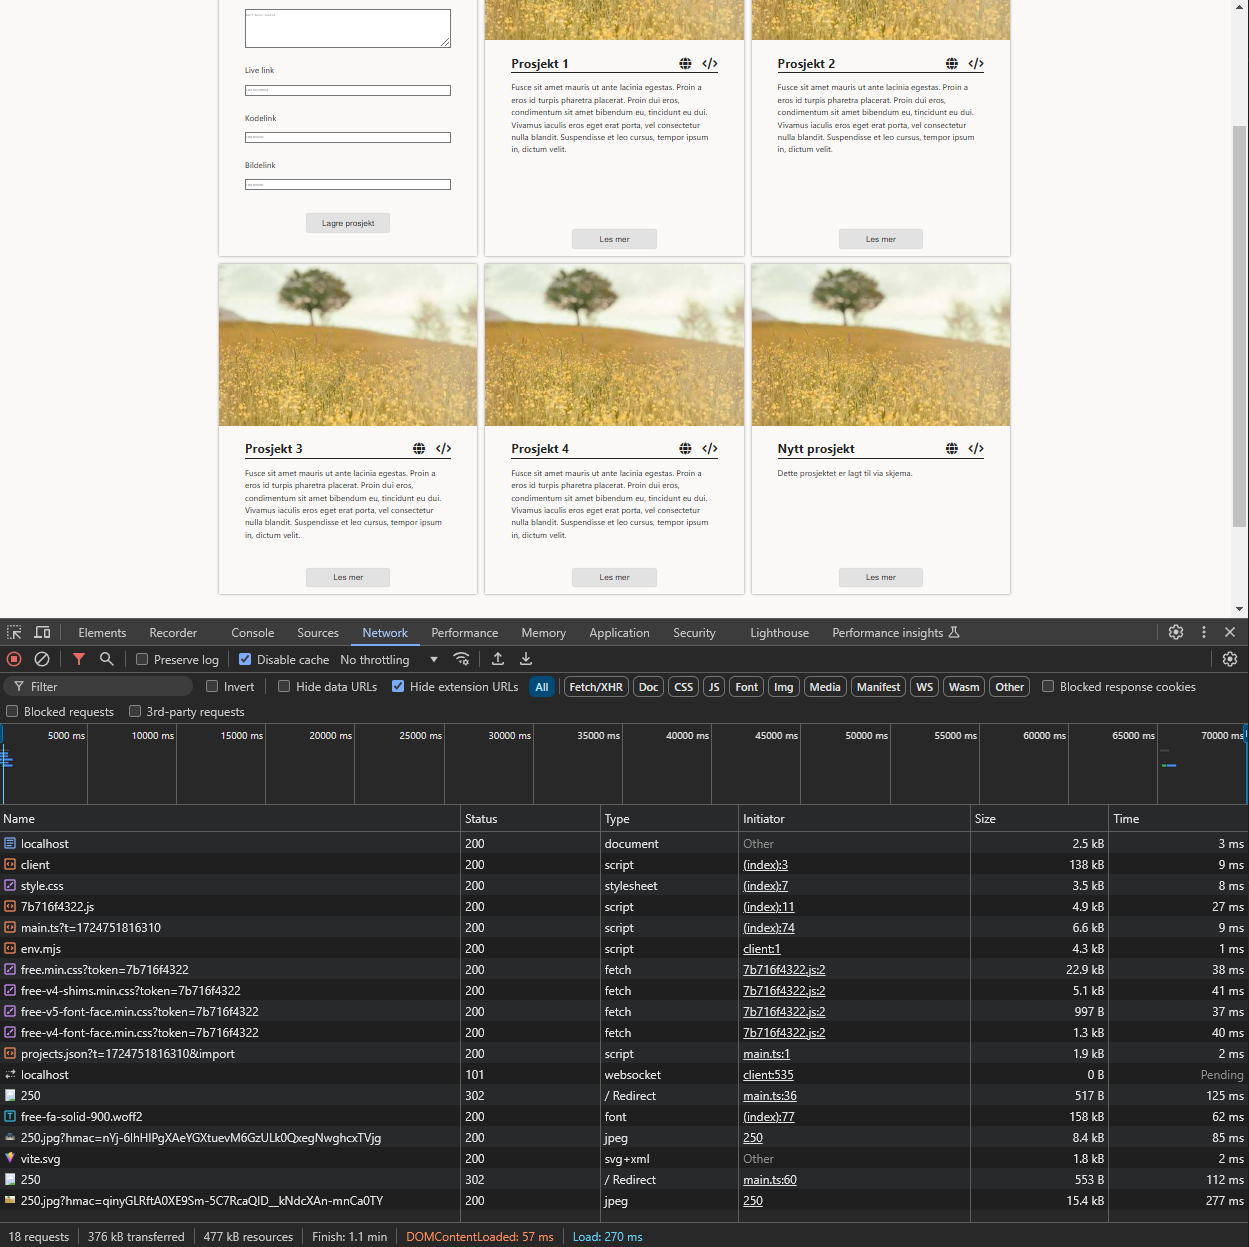 Prosjekt 1
Prosjekt 2
Live link
Fusce sit amet mauris ut ante lacinia egestas. Proin a
eros id turpis pharetra placerat. Proin dui eros,
condimentum sit amet bibendum eu, tincidunt eu dui.
Vivamus iaculis eros eget erat porta, vel consectetur
nulla blandit. Suspendisse et leo cursus, tempor ipsum
in, dictum velit.
Fusce sit amet mauris ut ante lacinia egestas. Proin a
eros id turpis pharetra placerat. Proin dui eros,
condimentum sit amet bibendum eu, tincidunt eu dui.
Vivamus iaculis eros eget erat porta, vel consectetur
nulla blandit. Suspendisse et leo cursus, tempor ipsum
in, dictum velit.
Kodelink
Bildelink
Lagre prosjekt
Les mer
Les mer
Prosjekt 3
Prosjekt 4
Nytt prosjekt
Fusce sit amet mauris ut ante lacinia egestas. Proin a
eros id turpis pharetra placerat. Proin dui eros,
condimentum sit amet bibendum eu, tincidunt eu dui.
Vivamus iaculis eros eget erat porta, vel consectetur
nulla blandit. Suspendisse et leo cursus, tempor ipsum
in, dictum velit.
Fusce sit amet mauris ut ante lacinia egestas. Proin a
eros id turpis pharetra placerat. Proin dui eros,
condimentum sit amet bibendum eu, tincidunt eu dui.
Vivamus iaculis eros eget erat porta, vel consectetur
nulla blandit. Suspendisse et leo cursus, tempor ipsum
in, dictum velit.
Dette prosjektet er lagt til via skjema.
Les mer
Les mer
Les mer
Elements Recorder Console Sources Network Performance Memory Application Security Lighthouse Performance insights
Preserve log Disable cache No throttling
Filter Invert Hide data URLs Hide extension URLs All Fetch/XHR Doc CSS JS Font Img Media Manifest WS Wasm Other Blocked response cookies
Blocked requests 3rd-party requests
5000 ms 10000 ms 15000 ms 20000 ms 25000 ms 30000 ms 35000 ms 40000 ms 45000 ms 50000 ms 55000 ms 60000 ms 65000 ms 70000 ms
Name Status Type Initiator Size Time
localhost 200 document Other 2.5 kB 3 ms
client 200 script (index):3 138 kB 9 ms
style.css 200 stylesheet (index):7 3.5 kB 8 ms
7b716f4322.js 200 script (index):11 4.9 kB 27 ms
main.ts?t=1724751816310 200 script (index):74 6.6 kB 9 ms
env.mjs 200 script client:1 4.3 kB 1 ms
free.min.css?token=7b716f4322 200 fetch 7b716f4322.js:2 22.9 kB 38 ms
free-v4-shims.min.css?token=7b716f4322 200 fetch 7b716f4322.js:2 5.1 kB 41 ms
free-v5-font-face.min.css?token=7b716f4322 200 fetch 7b716f4322.js:2 997 B 37 ms
free-v4-font-face.min.css?token=7b716f4322 200 fetch 7b716f4322.js:2 1.3 kB 40 ms
projects.json?t=1724751816310&import 200 script main.ts:1 1.9 kB 2 ms
localhost 101 websocket client:535 0 B Pending
250 302 / Redirect main.ts:36 517 B 125 ms
free-fa-solid-900.woff2 200 font (index):77 158 kB 62 ms
250.jpg?hmac=nYj-6lhHIPgXAeYGXtuevM6GzULk0QxegNwghcxTVjg 200 jpeg 250 8.4 kB 85 ms
vite.svg 200 svg+xml Other 1.8 kB 2 ms
250 302 / Redirect main.ts:60 553 B 112 ms
250.jpg?hmac=qinyGLRftA0XE9Sm-5C7RcaQID__kNdcXAn-mnCa0TY 200 jpeg 250 15.4 kB 277 ms
18 requests 376 kB transferred 477 kB resources Finish: 1.1 min DOMContentLoaded: 57 ms Load: 270 ms